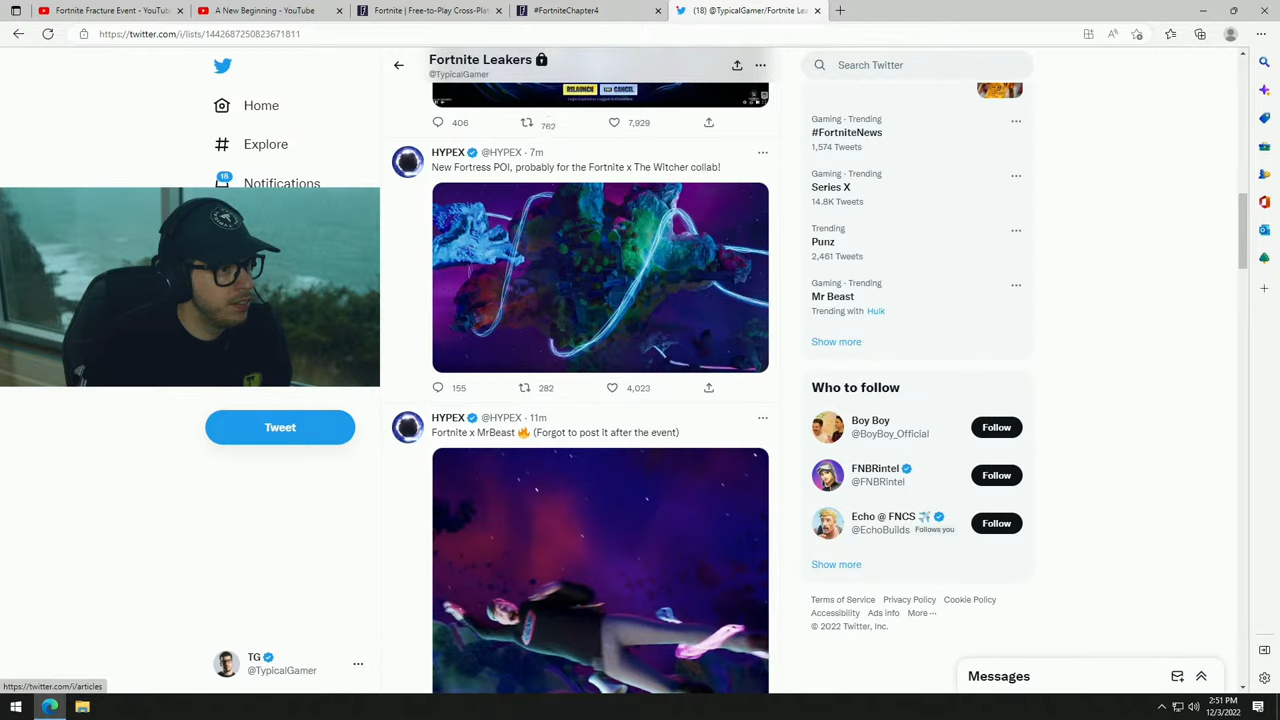 Fortnite Fracture Event - YouTube
A New Beginning - YouTube
Fortnite | Free-to-Play Cross-Plat
#FortniteChapter4
(18) @TypicalGamer/Fortnite Lea
https://twitter.com/i/lists/1442687250823671811
Home
Explore
Notifications
18
Tweet
TG
@TypicalGamer
https://twitter.com/i/articles
Fortnite Leakers
@TypicalGamer
RELAUNCH
CANCEL
406
762
7,929
HYPEX @HYPEX · 7m
New Fortress POI, probably for the Fortnite x The Witcher collab!
155
282
4,023
HYPEX @HYPEX · 11m
Fortnite x MrBeast 🔥 (Forgot to post it after the event)
Search Twitter
Gaming · Trending
#FortniteNews
1,574 Tweets
Gaming · Trending
Series X
14.8K Tweets
Trending
Punz
2,461 Tweets
Gaming · Trending
Mr Beast
Trending with Hulk
Show more
Who to follow
Boy Boy
@BoyBoy_Official
Follow
FNBRintel
@FNBRintel
Follow
Echo @ FNCS ✈️
@EchoBuilds Follows you
Follow
Show more
Terms of Service Privacy Policy Cookie Policy
Accessibility Ads info More ···
© 2022 Twitter, Inc.
Messages
2:51 PM
12/3/2022